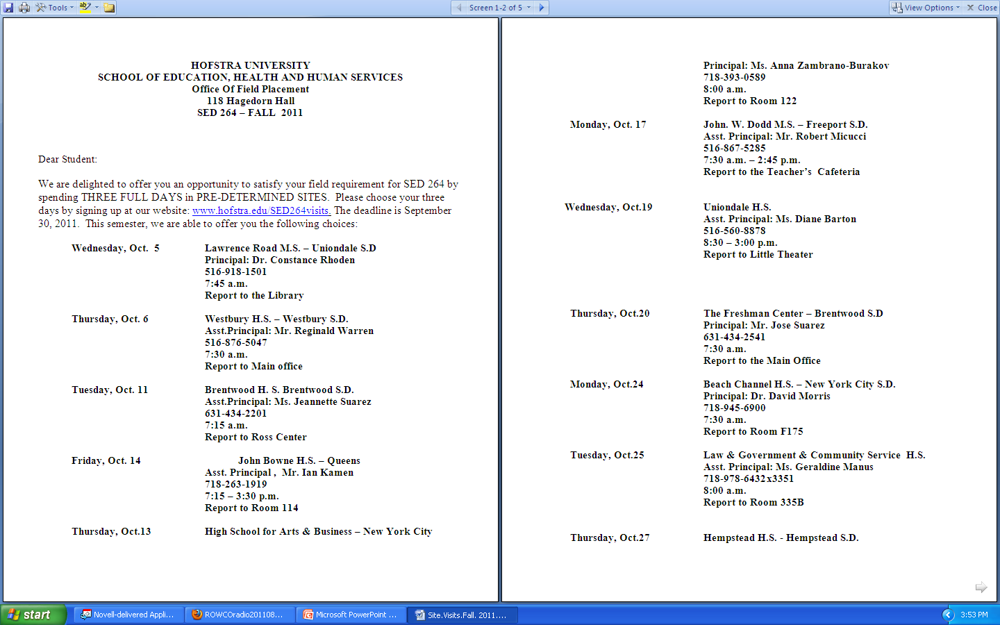 Tools
Screen 1-2 of 5
View Options
Close
HOFSTRA UNIVERSITY
SCHOOL OF EDUCATION, HEALTH AND HUMAN SERVICES
Office Of Field Placement
118 Hagedorn Hall
SED 264 – FALL  2011
Dear Student:
We are delighted to offer you an opportunity to satisfy your field requirement for SED 264 by
spending THREE FULL DAYS in PRE-DETERMINED SITES.  Please choose your three
days by signing up at our website: www.hofstra.edu/SED264visits. The deadline is September
30, 2011.  This semester, we are able to offer you the following choices:
Wednesday, Oct.  5 Lawrence Road M.S. – Uniondale S.D
Principal: Dr. Constance Rhoden
516-918-1501
7:45 a.m.
Report to the Library
Thursday, Oct. 6 Westbury H.S. – Westbury S.D.
Asst.Principal: Mr. Reginald Warren
516-876-5047
7:30 a.m.
Report to Main office
Tuesday, Oct. 11 Brentwood H. S. Brentwood S.D.
Asst.Principal: Ms. Jeannette Suarez
631-434-2201
7:15 a.m.
Report to Ross Center
Friday, Oct. 14 John Bowne H.S. – Queens
Asst. Principal ,  Mr. Ian Kamen
718-263-1919
7:15 – 3:30 p.m.
Report to Room 114
Thursday, Oct.13 High School for Arts & Business – New York City
Principal: Ms. Anna Zambrano-Burakov
718-393-0589
8:00 a.m.
Report to Room 122
Monday, Oct. 17 John. W. Dodd M.S. – Freeport S.D.
Asst. Principal: Mr. Robert Micucci
516-867-5285
7:30 a.m. – 2:45 p.m.
Report to the Teacher’s  Cafeteria
Wednesday, Oct.19 Uniondale H.S.
Asst. Principal: Ms. Diane Barton
516-560-8878
8:30 – 3:00 p.m.
Report to Little Theater
Thursday, Oct.20 The Freshman Center – Brentwood S.D
Principal: Mr. Jose Suarez
631-434-2541
7:30 a.m.
Report to the Main Office
Monday, Oct.24 Beach Channel H.S. – New York City S.D.
Principal: Dr. David Morris
718-945-6900
7:30 a.m.
Report to Room F175
Tuesday, Oct.25 Law & Government & Community Service  H.S.
Asst. Principal: Ms. Geraldine Manus
718-978-6432x3351
8:00 a.m.
Report to Room 335B
Thursday, Oct.27 Hempstead H.S. - Hempstead S.D.
start
Novell-delivered Appli...
ROWCOradio201108...
Microsoft PowerPoint ...
Site.Visits.Fall. 2011....
3:53 PM